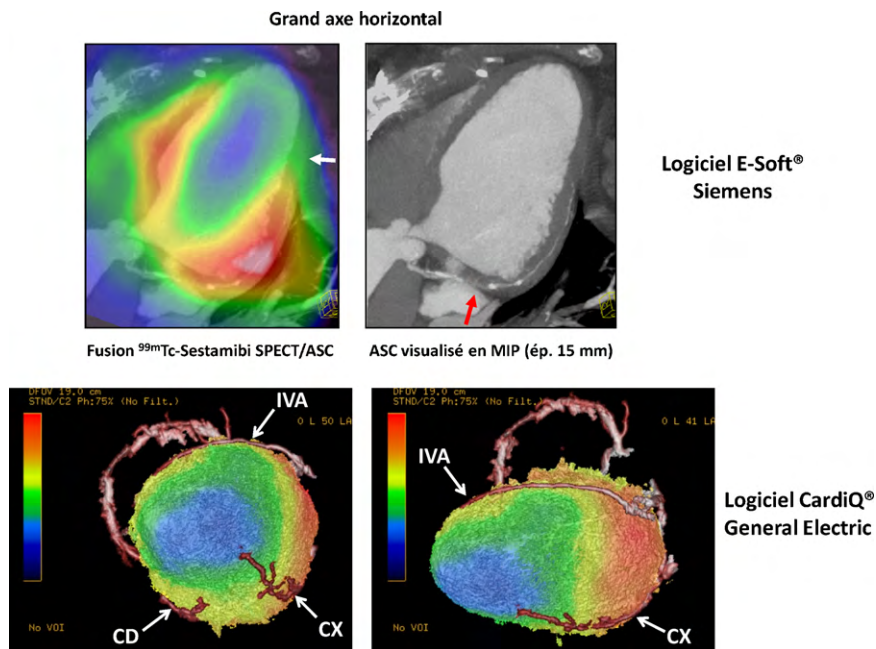 Grand axe horizontal
Logiciel E-Soft®
Siemens
Fusion ⁹⁹ᵐTc-Sestamibi SPECT/ASC
ASC visualisé en MIP (ép. 15 mm)
DFOV 19.0 cm
STND/C2 Ph:75% (No Filt.)
IVA
O L 50 LA
CD
CX
No VOI
DFOV 19.0 cm
STND/C2 Ph:75% (No Filt.)
O L 41 LA
IVA
CX
No VOI
Logiciel CardiQ®
General Electric